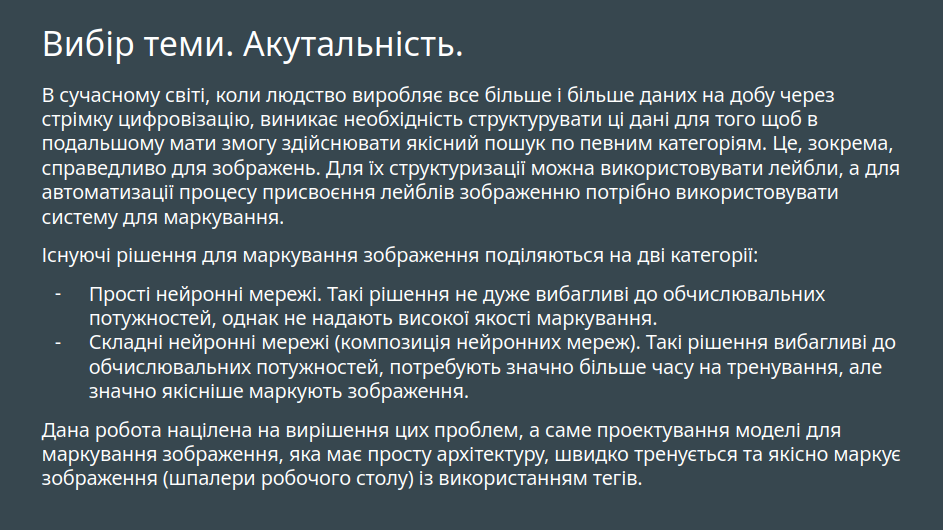 Вибір теми. Акутальність.
В сучасному світі, коли людство виробляє все більше і більше даних на добу через
стрімку цифровізацію, виникає необхідність структурувати ці дані для того щоб в
подальшому мати змогу здійснювати якісний пошук по певним категоріям. Це, зокрема,
справедливо для зображень. Для їх структуризації можна використовувати лейбли, а для
автоматизації процесу присвоєння лейблів зображенню потрібно використовувати
систему для маркування.
Існуючі рішення для маркування зображення поділяються на дві категорії:
- Прості нейронні мережі. Такі рішення не дуже вибагливі до обчислювальних
потужностей, однак не надають високої якості маркування.
- Складні нейронні мережі (композиція нейронних мереж). Такі рішення вибагливі до
обчислювальних потужностей, потребують значно більше часу на тренування, але
значно якісніше маркують зображення.
Дана робота націлена на вирішення цих проблем, а саме проектування моделі для
маркування зображення, яка має просту архітектуру, швидко тренується та якісно маркує
зображення (шпалери робочого столу) із використанням тегів.